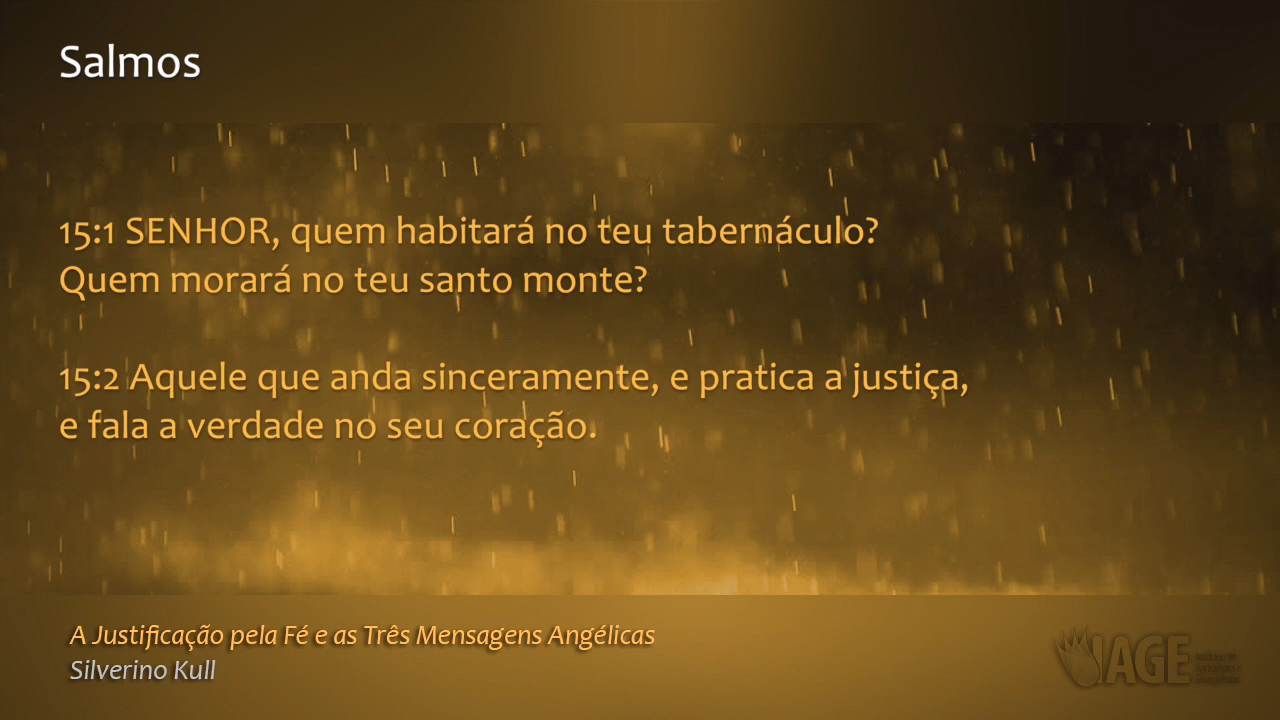 Salmos
15:1 SENHOR, quem habitará no teu tabernáculo?
Quem morará no teu santo monte?
15:2 Aquele que anda sinceramente, e pratica a justiça,
e fala a verdade no seu coração.
A Justificação pela Fé e as Três Mensagens Angélicas
Silverino Kull
IAGE